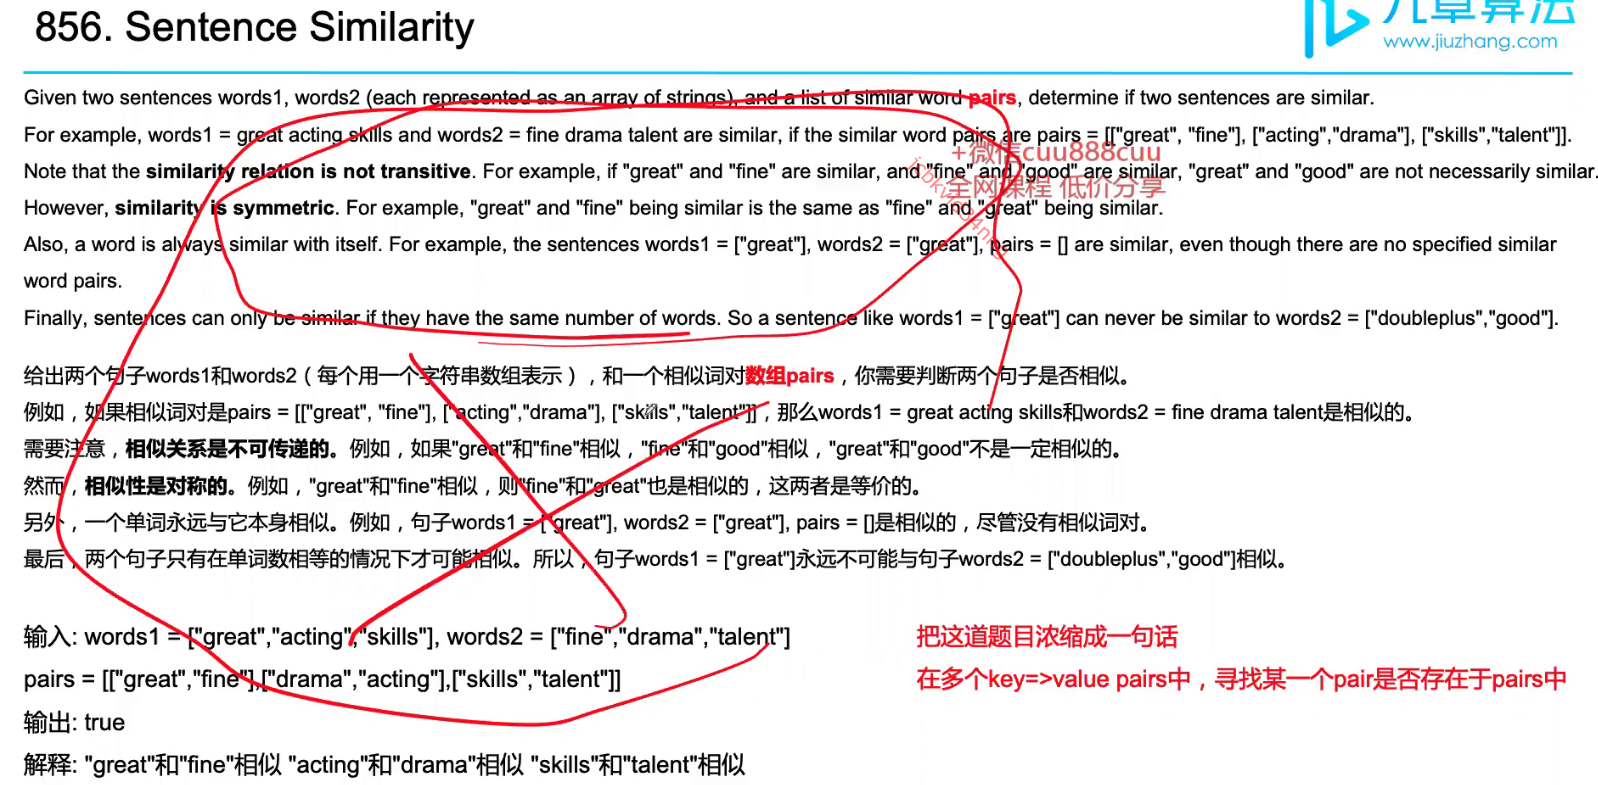 856. Sentence Similarity
九章算法
www.jiuzhang.com
Given two sentences words1, words2 (each represented as an array of strings), and a list of similar word pairs, determine if two sentences are similar.
For example, words1 = great acting skills and words2 = fine drama talent are similar, if the similar word pairs are pairs = [["great", "fine"], ["acting","drama"], ["skills","talent"]].
+微信cuu888cuu
Note that the similarity relation is not transitive. For example, if "great" and "fine" are similar, and "fine" and "good" are similar, "great" and "good" are not necessarily similar.
全网课程 低价分享
However, similarity is symmetric. For example, "great" and "fine" being similar is the same as "fine" and "great" being similar.
Also, a word is always similar with itself. For example, the sentences words1 = ["great"], words2 = ["great"], pairs = [] are similar, even though there are no specified similar
word pairs.
Finally, sentences can only be similar if they have the same number of words. So a sentence like words1 = ["great"] can never be similar to words2 = ["doubleplus","good"].
给出两个句子words1和words2（每个用一个字符串数组表示），和一个相似词对数组pairs，你需要判断两个句子是否相似。
例如，如果相似词对是pairs = [["great", "fine"], ["acting","drama"], ["skills","talent"]]，那么words1 = great acting skills和words2 = fine drama talent是相似的。
需要注意，相似关系是不可传递的。例如，如果"great"和"fine"相似，"fine"和"good"相似，"great"和"good"不是一定相似的。
然而，相似性是对称的。例如，"great"和"fine"相似，则"fine"和"great"也是相似的，这两者是等价的。
另外，一个单词永远与它本身相似。例如，句子words1 = ["great"], words2 = ["great"], pairs = []是相似的，尽管没有相似词对。
最后，两个句子只有在单词数相等的情况下才可能相似。所以，句子words1 = ["great"]永远不可能与句子words2 = ["doubleplus","good"]相似。
输入: words1 = ["great","acting","skills"], words2 = ["fine","drama","talent"]
pairs = [["great","fine"],["drama","acting"],["skills","talent"]]
输出: true
解释: "great"和"fine"相似 "acting"和"drama"相似 "skills"和"talent"相似
把这道题目浓缩成一句话
在多个key=>value pairs中，寻找某一个pair是否存在于pairs中